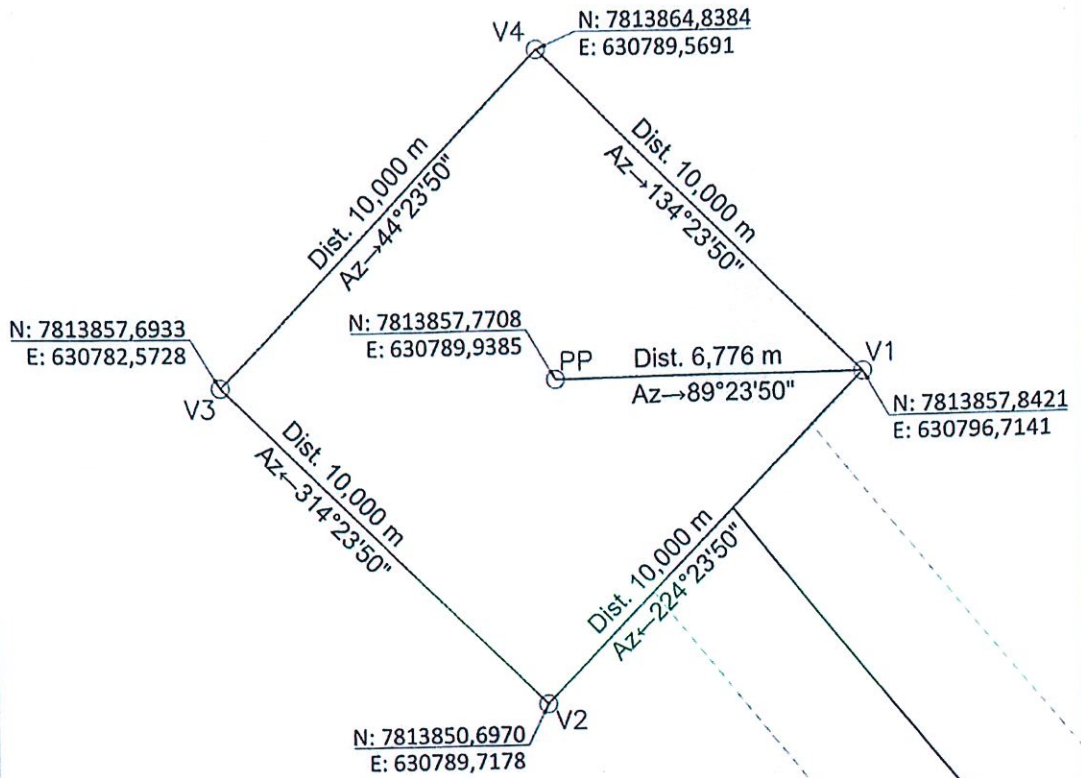 V4
N: 7813864,8384
E: 630789,5691
Dist. 10,000 m
Az→44°23'50"
Dist. 10,000 m
Az→134°23'50"
N: 7813857,6933
E: 630782,5728
V3
N: 7813857,7708
E: 630789,9385
PP
Dist. 6,776 m
Az→89°23'50"
V1
N: 7813857,8421
E: 630796,7141
Dist. 10,000 m
Az←314°23'50"
Dist. 10,000 m
Az←224°23'50"
V2
N: 7813850,6970
E: 630789,7178